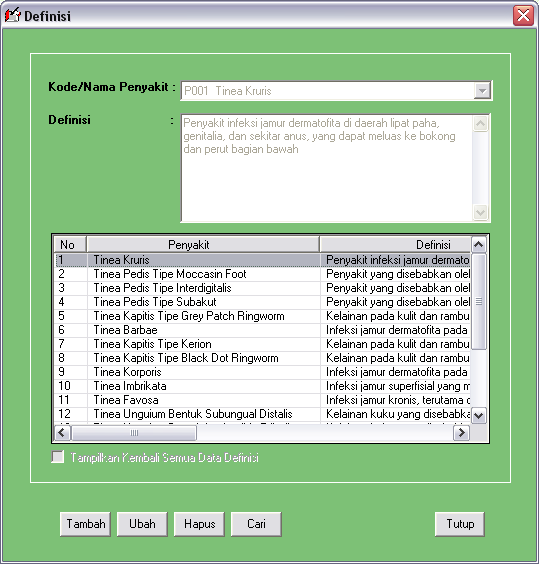 Definisi
Kode/Nama Penyakit : P001 Tinea Kruris
Definisi : Penyakit infeksi jamur dermatofita di daerah lipat paha,
genitalia, dan sekitar anus, yang dapat meluas ke bokong
dan perut bagian bawah
No Penyakit Definisi
1 Tinea Kruris Penyakit infeksi jamur dermato
2 Tinea Pedis Tipe Moccasin Foot Penyakit yang disebabkan ole
3 Tinea Pedis Tipe Interdigitalis Penyakit yang disebabkan ole
4 Tinea Pedis Tipe Subakut Penyakit yang disebabkan ole
5 Tinea Kapitis Tipe Grey Patch Ringworm Kelainan pada kulit dan rambu
6 Tinea Barbae Infeksi jamur dermatofita pada
7 Tinea Kapitis Tipe Kerion Kelainan pada kulit dan rambu
8 Tinea Kapitis Tipe Black Dot Ringworm Kelainan pada kulit dan rambu
9 Tinea Korporis Infeksi jamur dermatofita pada
10 Tinea Imbrikata Infeksi jamur superfisial yang m
11 Tinea Favosa Infeksi jamur kronis, terutama d
12 Tinea Unguium Bentuk Subungual Distalis Kelainan kuku yang disebabka
Tampilkan Kembali Semua Data Definisi
Tambah Ubah Hapus Cari Tutup